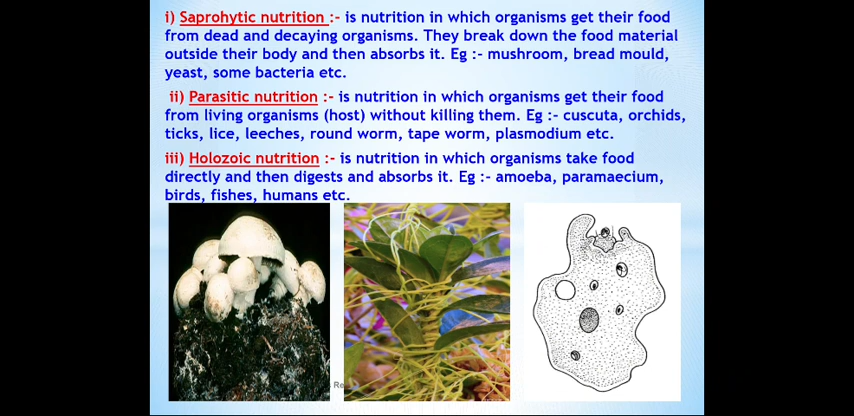 i) Saprohytic nutrition :- is nutrition in which organisms get their food
from dead and decaying organisms. They break down the food material
outside their body and then absorbs it. Eg :- mushroom, bread mould,
yeast, some bacteria etc.
ii) Parasitic nutrition :- is nutrition in which organisms get their food
from living organisms (host) without killing them. Eg :- cuscuta, orchids,
ticks, lice, leeches, round worm, tape worm, plasmodium etc.
iii) Holozoic nutrition :- is nutrition in which organisms take food
directly and then digests and absorbs it. Eg :- amoeba, paramaecium,
birds, fishes, humans etc.